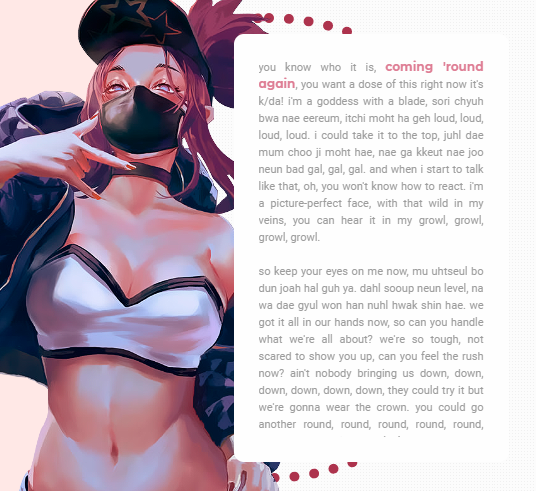 you know who it is, coming 'round
again, you want a dose of this right now it's
k/da! i'm a goddess with a blade, sori chyuh
bwa nae eereum, itchi moht ha geh loud, loud,
loud, loud. i could take it to the top, juhl dae
mum choo ji moht hae, nae ga kkeut nae joo
neun bad gal, gal, gal. and when i start to talk
like that, oh, you won't know how to react. i'm
a picture-perfect face, with that wild in my
veins, you can hear it in my growl, growl,
growl, growl.
so keep your eyes on me now, mu uhtseul bo
dun joah hal guh ya. dahl sooup neun level, na
wa dae gyul won han nuhl hwak shin hae. we
got it all in our hands now, so can you handle
what we're all about? we're so tough, not
scared to show you up, can you feel the rush
now? ain't nobody bringing us down, down,
down, down, down, down, they could try it but
we're gonna wear the crown. you could go
another round, round, round, round, round,